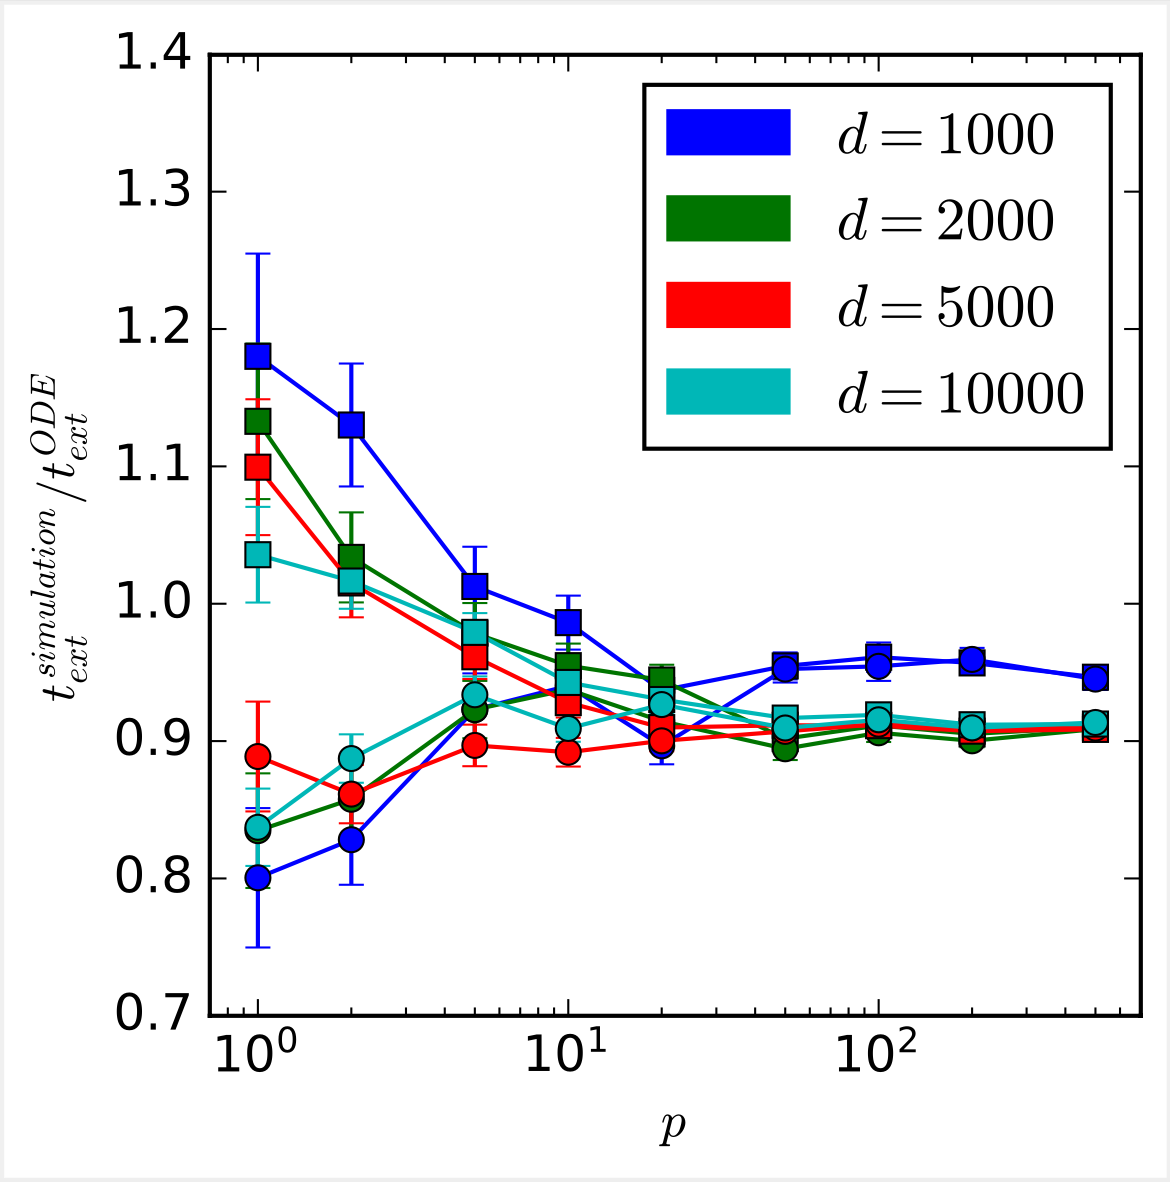 1.4
1.3
1.2
1.1
1.0
0.9
0.8
0.7
10^0 10^1 10^2
p
t_{ext}^{simulation}/t_{ext}^{ODE}
d = 1000
d = 2000
d = 5000
d = 10000